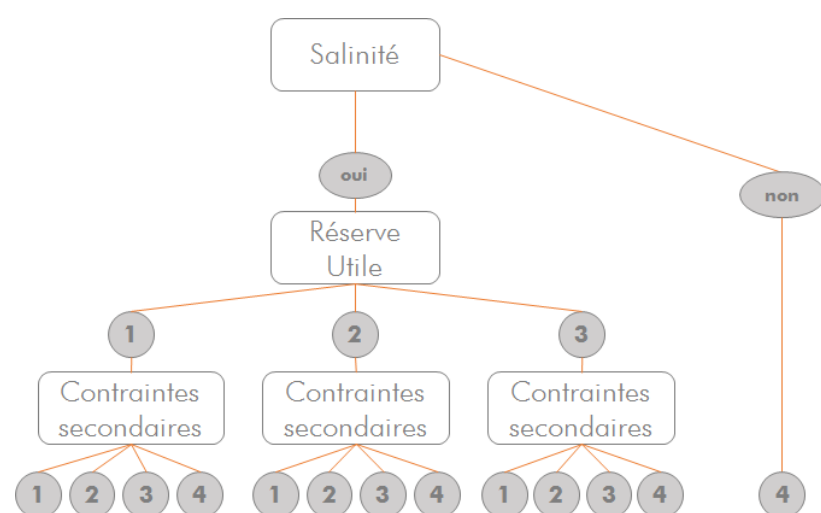 Salinité
oui
non
Réserve
Utile
1
2
3
Contraintes
secondaires
Contraintes
secondaires
Contraintes
secondaires
1 2 3 4
1 2 3 4
1 2 3 4
4